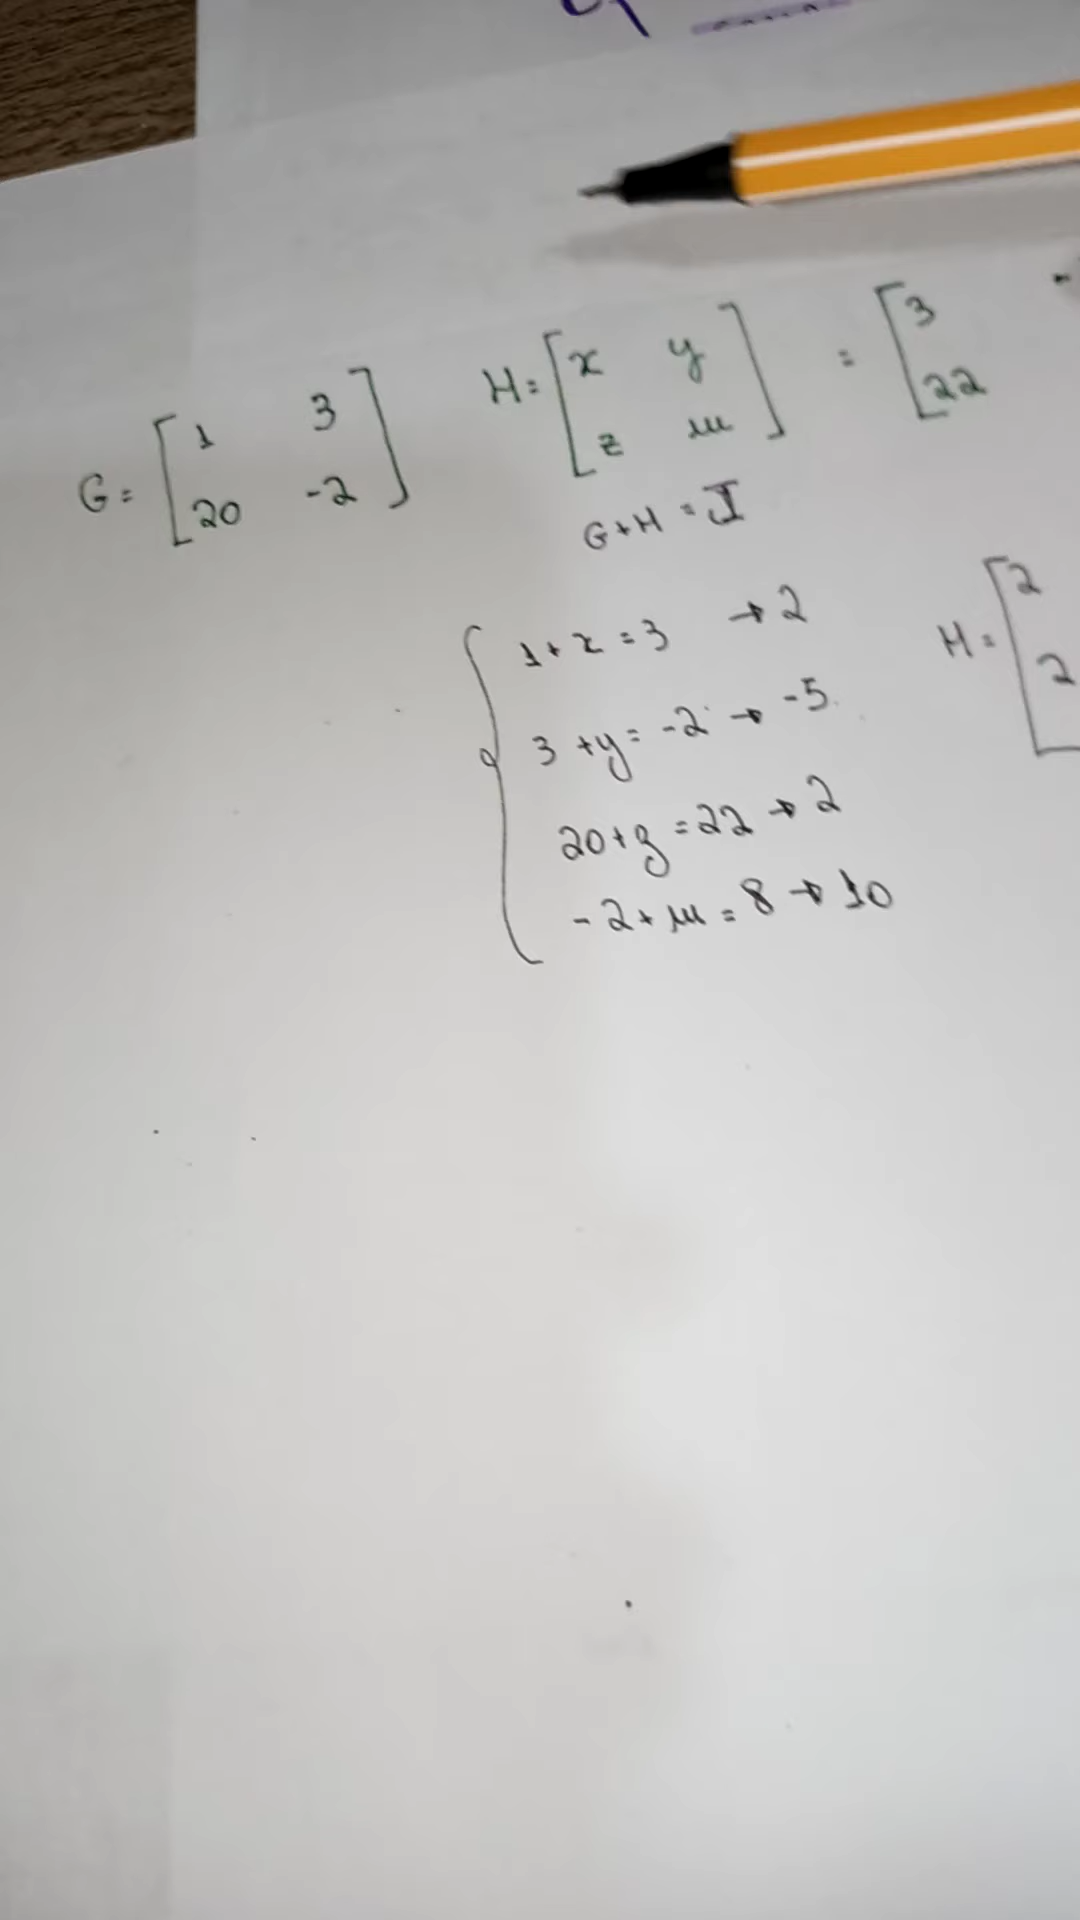 G = [1 3
20 -2]
H = [x y
z w]
= [3 -
22
G+H = J
1+x = 3 → 2
3+y = -2 → -5
20+z = 22 → 2
-2+w = 8 → 10
H = [2
2